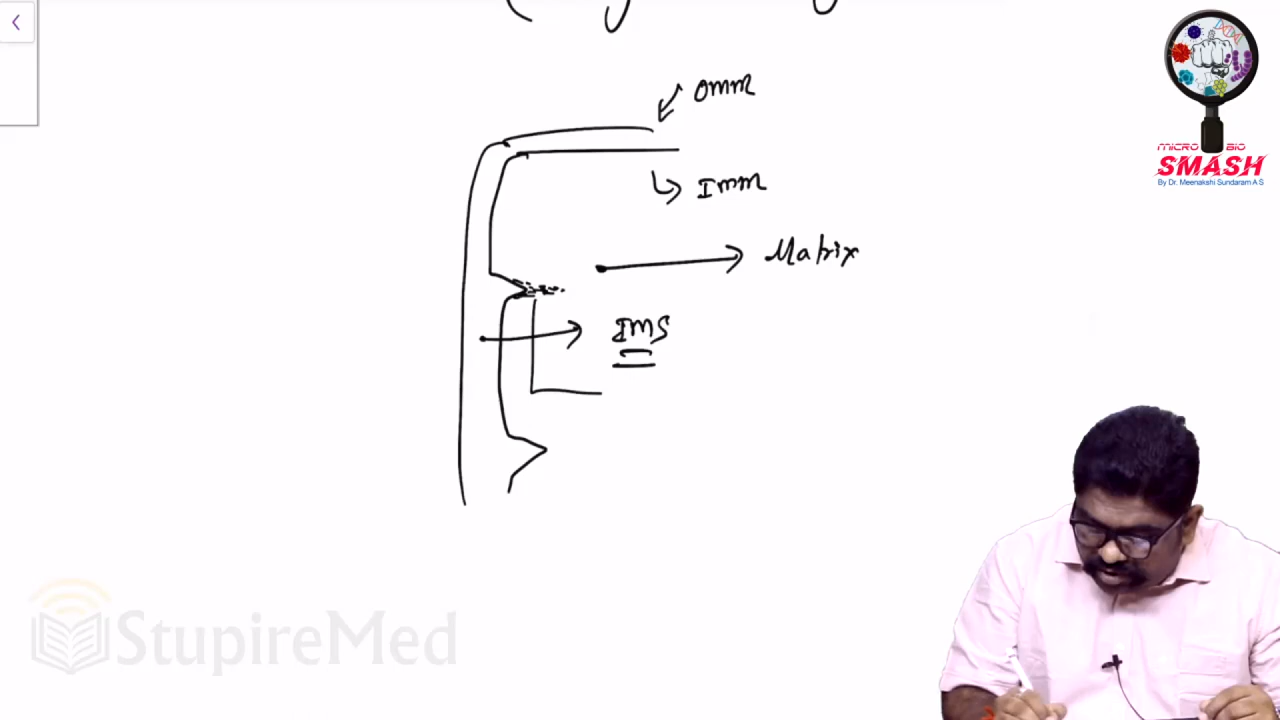 OMM
IMM
Matrix
IMS
MICRO BIO
SMASH
By Dr. Meenakshi Sundaram A S
StupireMed